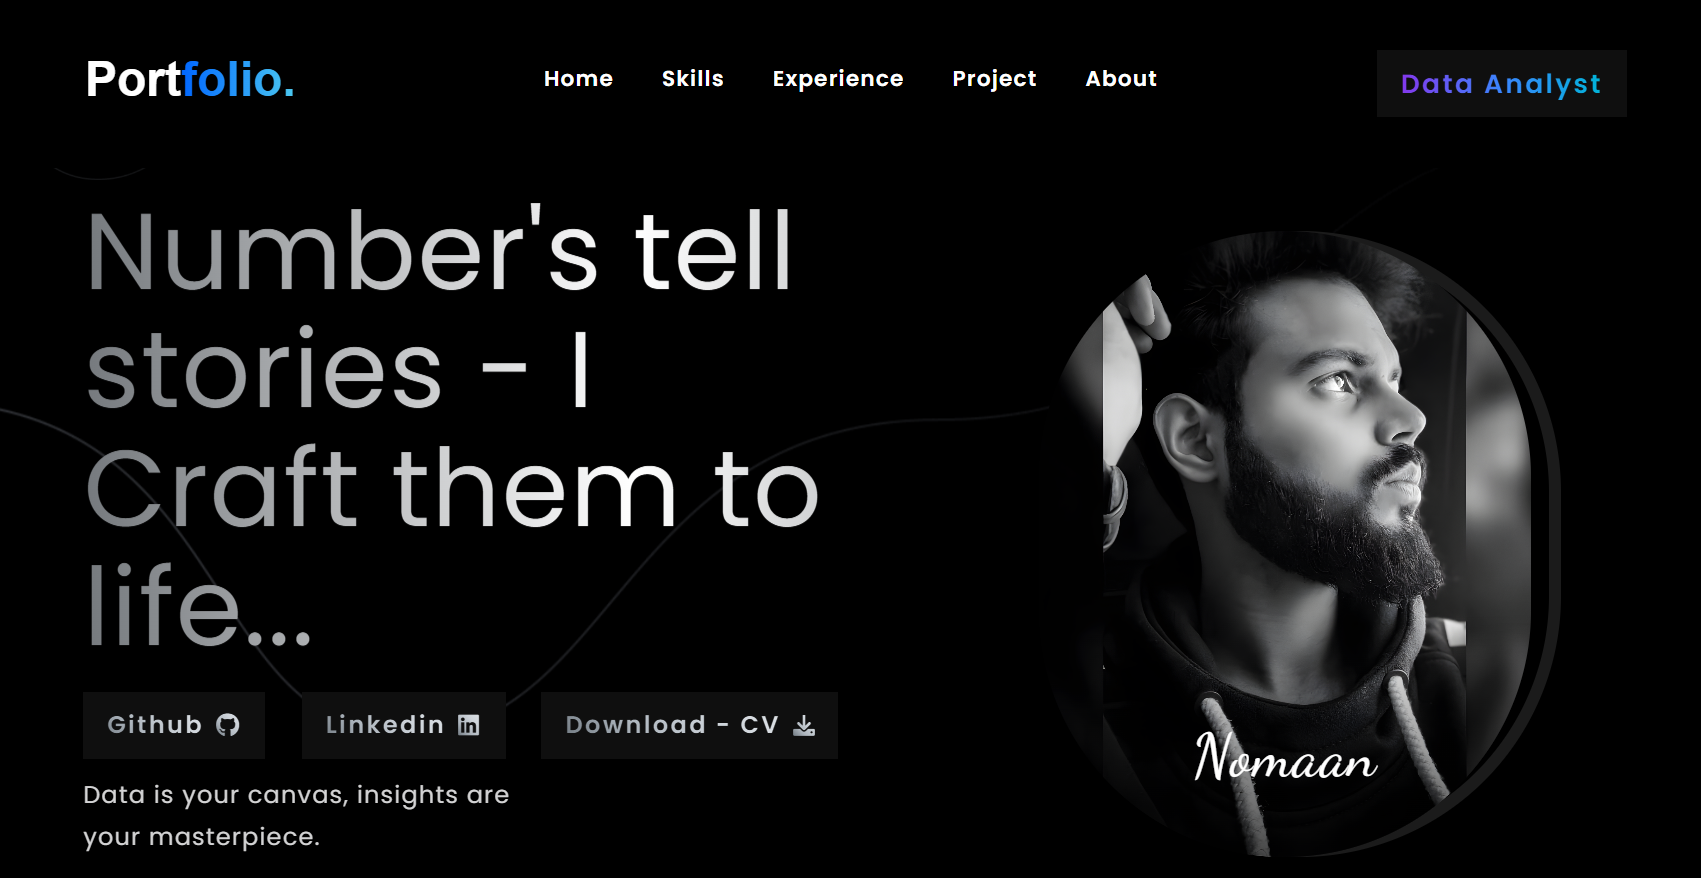 Portfolio.
Home Skills Experience Project About
Data Analyst
Number's tell
stories - I
Craft them to
life...
Github
Linkedin
Download - CV
Data is your canvas, insights are
your masterpiece.
Nomaan